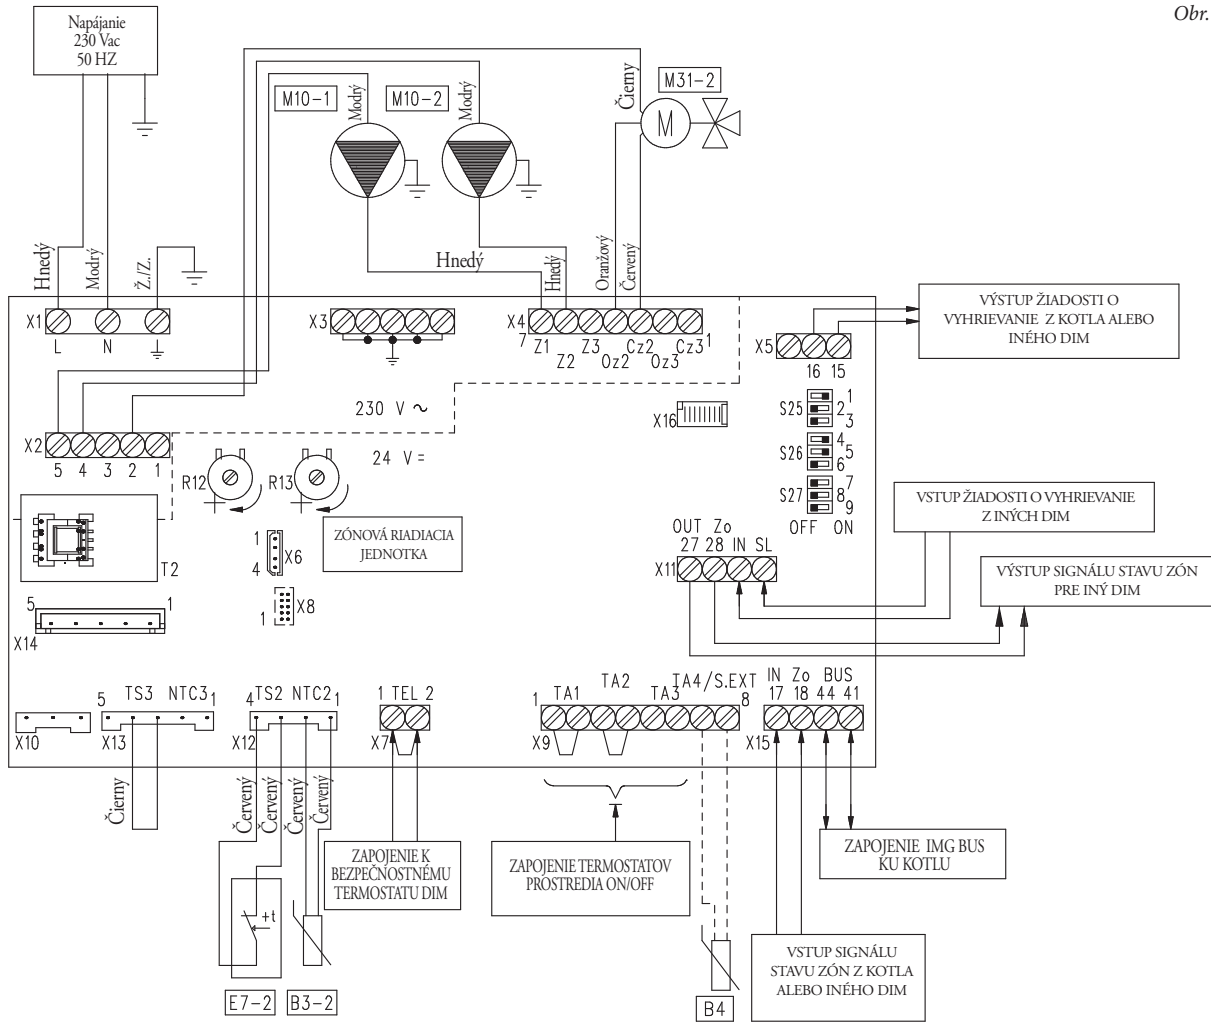 Obr.
Napájanie
230 Vac
50 HZ
M10-1
Modrý
M10-2
Modrý
Čierny
M31-2
M
Hnedý
Modrý
Ž./Z.
Hnedý
Hnedý
Oranžový
Červený
X1
L N
X3
X4
7 Z1 Z2 Z3 Oz2 Cz2 Oz3 Cz3 1
X5
16 15
VÝSTUP ŽIADOSTI O
VYHRIEVANIE Z KOTLA ALEBO
INÉHO DIM
230 V ~
24 V =
X16
S25
1
2
3
S26
4
5
6
S27
7
8
9
OFF ON
X2
5 4 3 2 1
R12
R13
T2
ZÓNOVÁ RIADIACIA
JEDNOTKA
1
4
X6
1
X8
5 1
X14
OUT Zo
27 28 IN SL
X11
VSTUP ŽIADOSTI O VYHRIEVANIE
Z INÝCH DIM
VÝSTUP SIGNÁLU STAVU ZÓN
PRE INÝ DIM
X10
5 TS3 NTC3 1
X13
4 TS2 NTC2 1
X12
1 TEL 2
X7
1 TA1 TA2 TA3 TA4/S.EXT 8
X9
IN Zo BUS
17 18 44 41
X15
Čierny
Červený
Červený
Červený
Červený
ZAPOJENIE K
BEZPEČNOSTNÉMU
TERMOSTATU DIM
ZAPOJENIE TERMOSTATOV
PROSTREDIA ON/OFF
ZAPOJENIE IMG BUS
KU KOTLU
+t
E7-2
B3-2
B4
VSTUP SIGNÁLU
STAVU ZÓN Z KOTLA
ALEBO INÉHO DIM